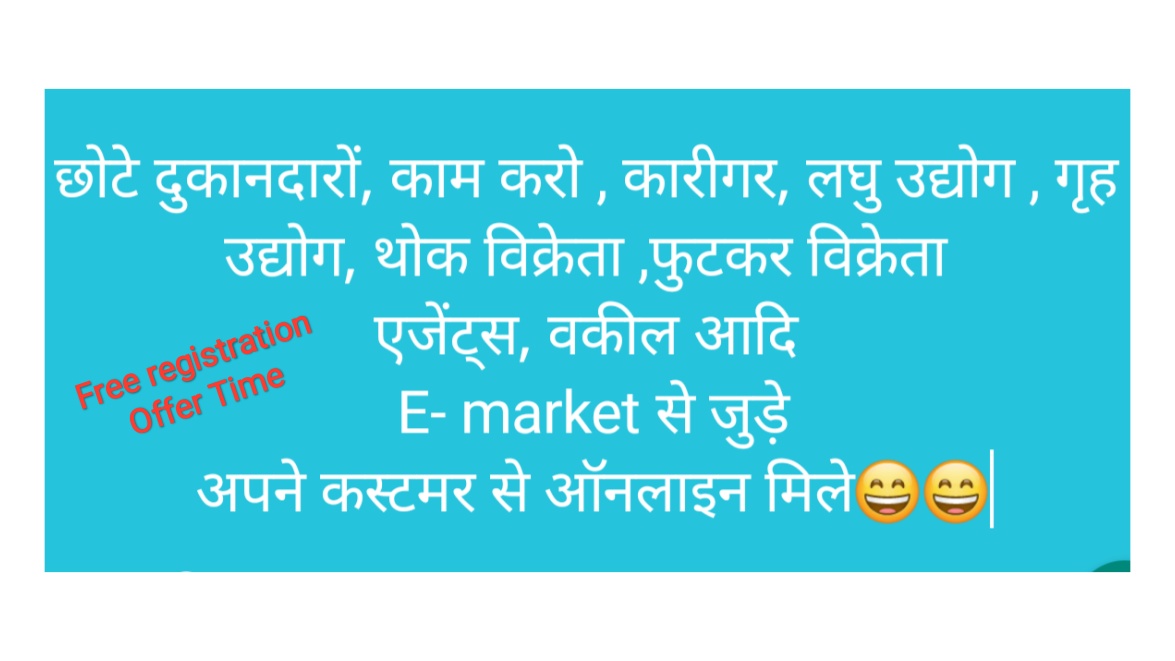 छोटे दुकानदारों, काम करो , कारीगर, लघु उद्योग , गृह
उद्योग, थोक विक्रेता ,फुटकर विक्रेता
एजेंट्स, वकील आदि
Free registration
Offer Time
E- market से जुड़े
अपने कस्टमर से ऑनलाइन मिले😄😄